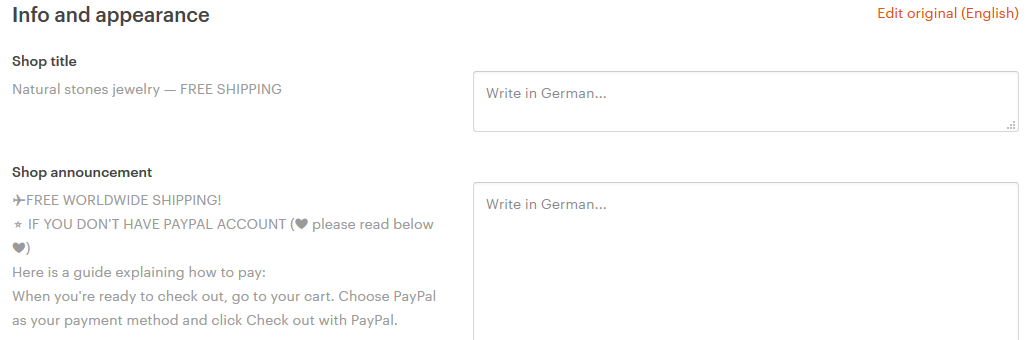 Info and appearance
Edit original (English)
Shop title
Natural stones jewelry — FREE SHIPPING
Write in German...
Shop announcement
✈FREE WORLDWIDE SHIPPING!
⭐ IF YOU DON'T HAVE PAYPAL ACCOUNT (❤ please read below
❤)
Here is a guide explaining how to pay:
When you're ready to check out, go to your cart. Choose PayPal
as your payment method and click Check out with PayPal.
Write in German...